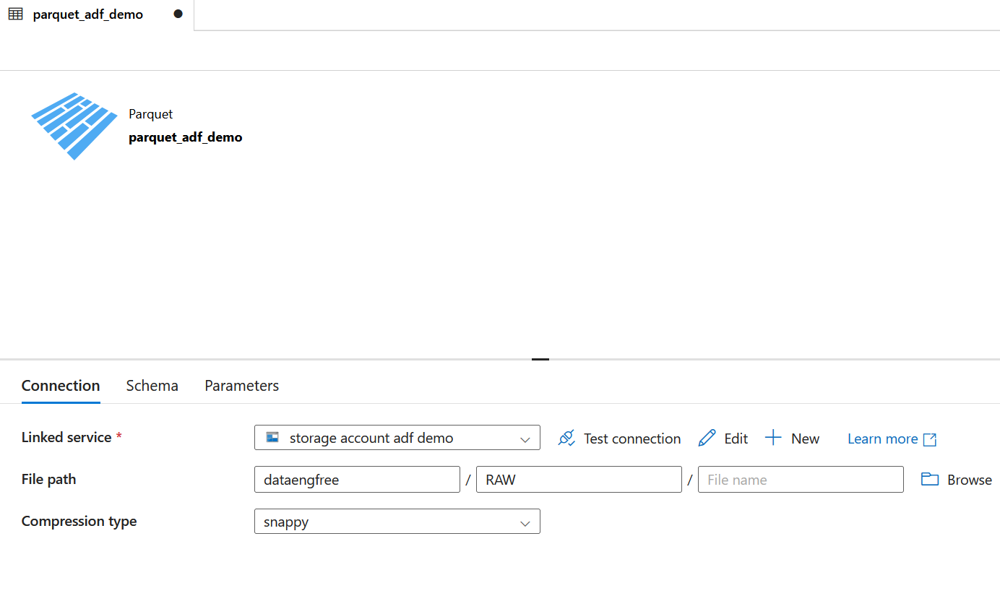 parquet_adf_demo
Parquet
parquet_adf_demo
Connection Schema Parameters
Linked service * storage account adf demo Test connection Edit New Learn more
File path dataengfree / RAW / File name Browse
Compression type snappy